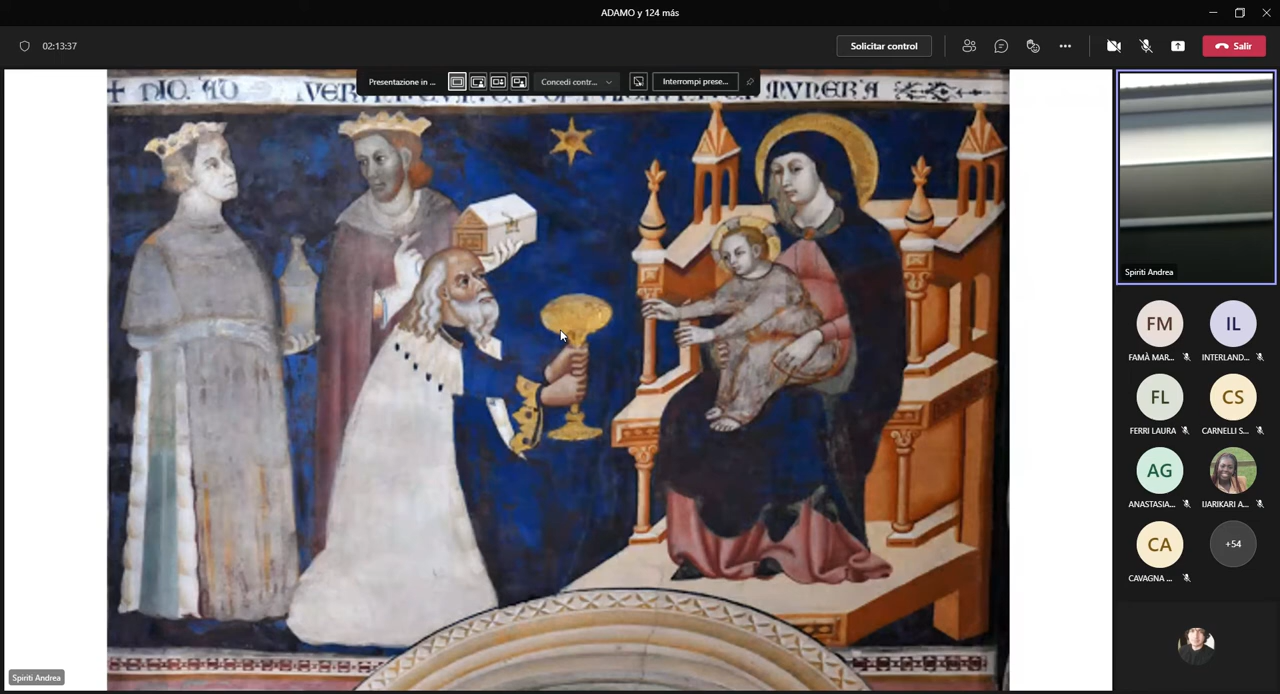 ADAMO y 124 más
02:13:37
Solicitar control
Salir
Presentazione in ...
Concedi contr...
Interrompi prese...
MVNERA
Spiriti Andrea
FM
IL
FAMÀ MAR...
INTERLAND...
FL
CS
FERRI LAURA
CARNELLI S...
AG
ANASTASIA...
IJARIKARI A...
CA
+54
CAVAGNA ...
Spiriti Andrea